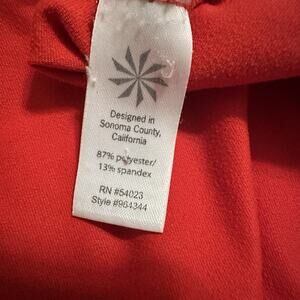 Designed in
Sonoma County,
California
87% polyester/
13% spandex
RN #54023
Style #964344